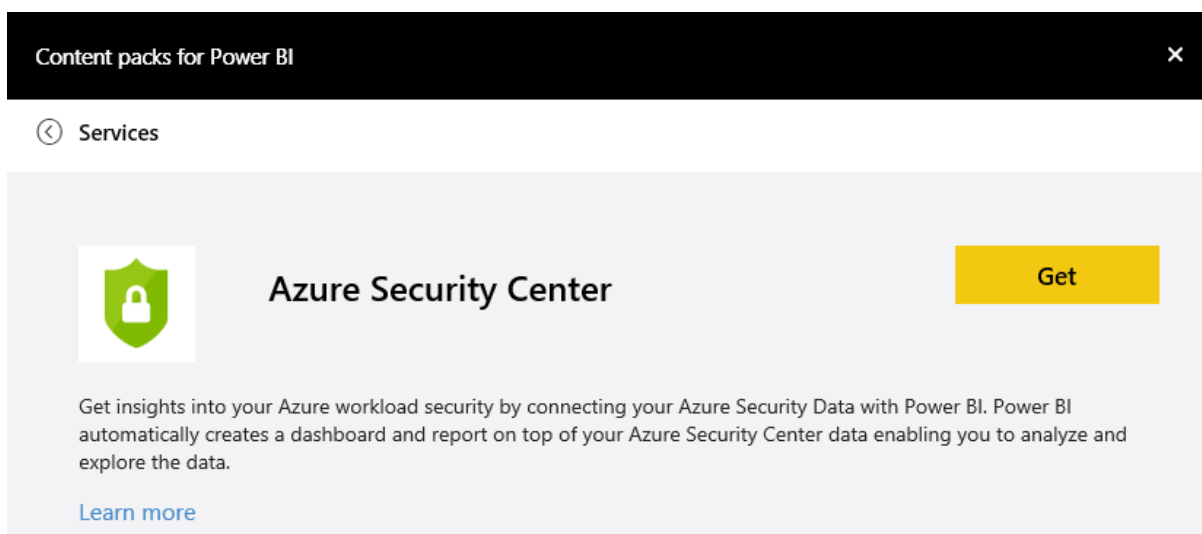 Content packs for Power BI
Services
Azure Security Center
Get
Get insights into your Azure workload security by connecting your Azure Security Data with Power BI. Power BI
automatically creates a dashboard and report on top of your Azure Security Center data enabling you to analyze and
explore the data.
Learn more